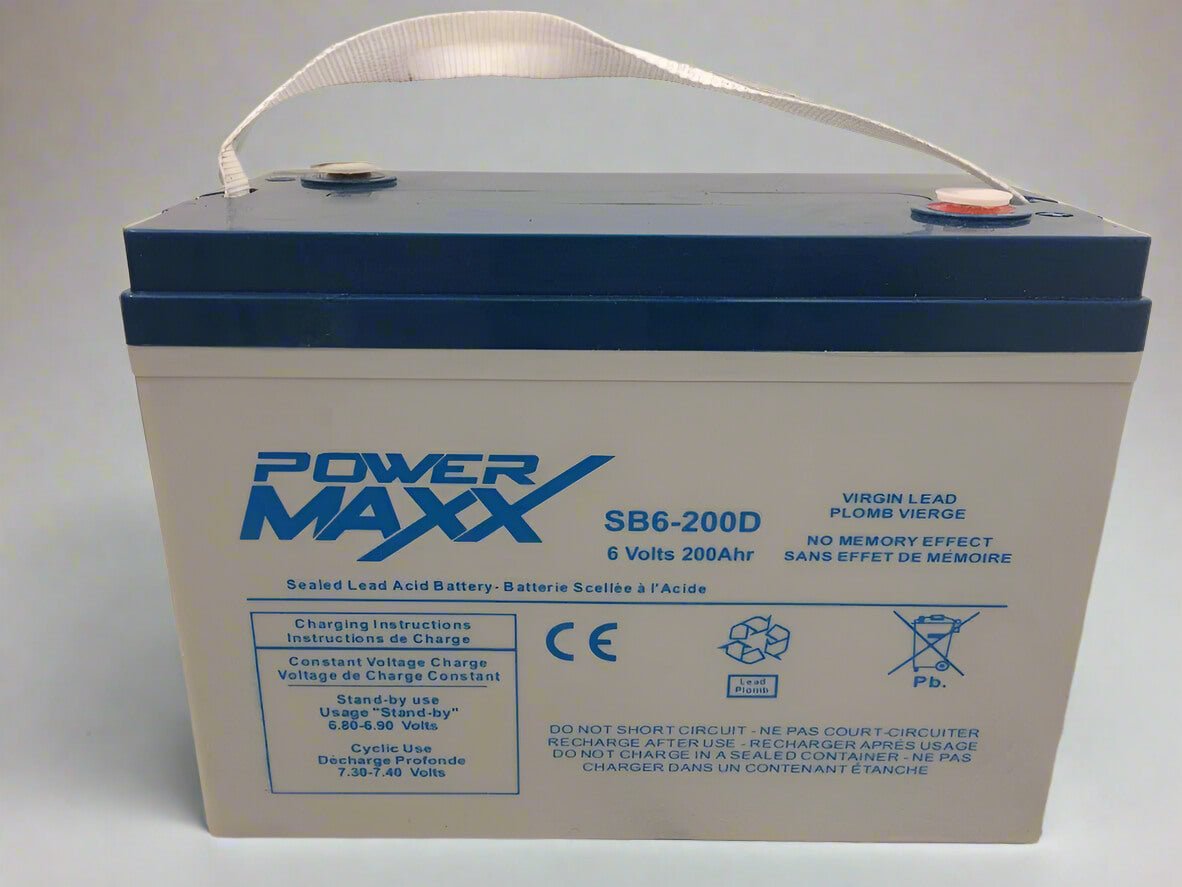 POWER
MAXX
SB6-200D
6 Volts 200Ahr
VIRGIN LEAD
PLOMB VIERGE
NO MEMORY EFFECT
SANS EFFET DE MÉMOIRE
Sealed Lead Acid Battery - Batterie Scellèe à l'Acide
Charging Instructions
Instructions de Charge
Constant Voltage Charge
Voltage de Charge Constant
Stand-by use
Usage "Stand-by"
6.80-6.90 Volts
Cyclic Use
Dècharge Profonde
7.30-7.40 Volts
CE
Lead
Plomb
Pb.
DO NOT SHORT CIRCUIT - NE PAS COURT-CIRCUITER
RECHARGE AFTER USE - RECHARGER APRÉS USAGE
DO NOT CHARGE IN A SEALED CONTAINER - NE PAS
CHARGER DANS UN CONTENANT ÉTANCHE